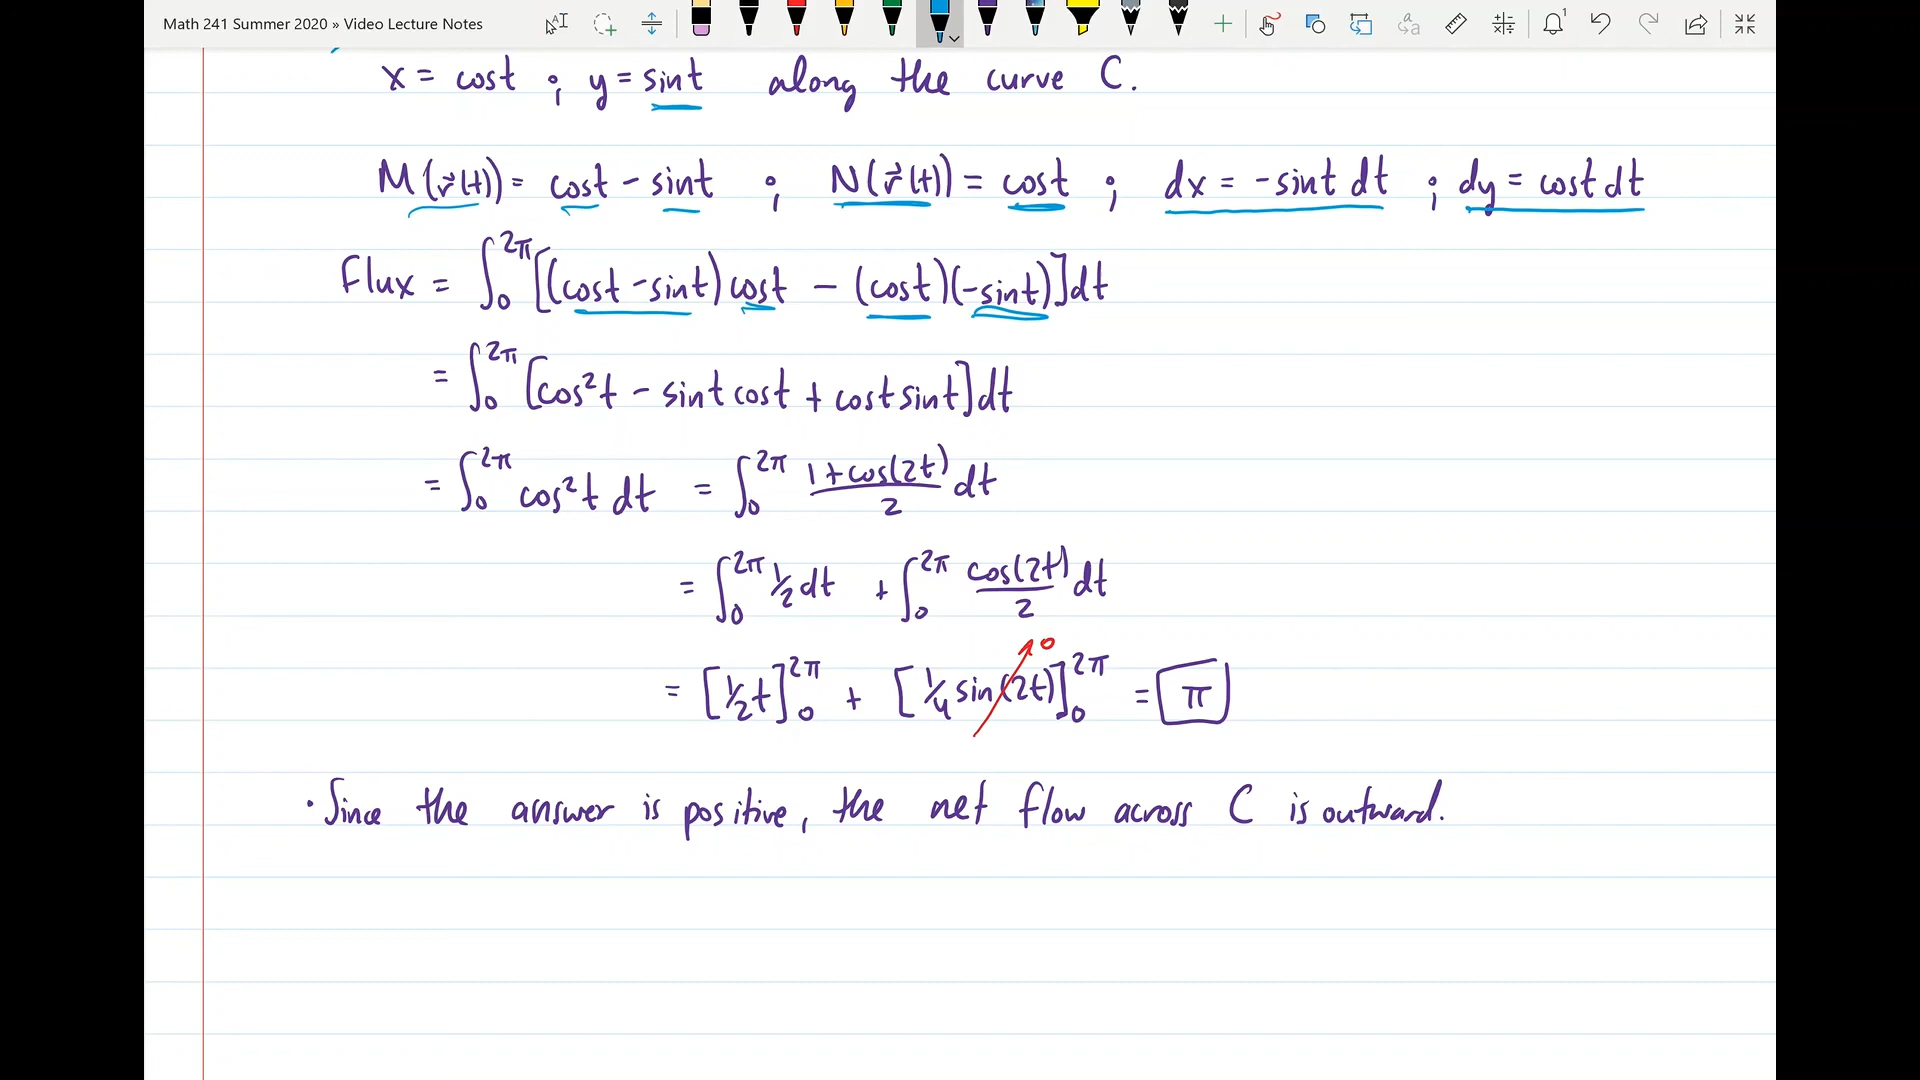 Math 241 Summer 2020 » Video Lecture Notes
x = cost ; y = sint along the curve C.
M(r⃗(t)) = cost - sint ; N(r⃗(t)) = cost ; dx = -sint dt ; dy = cost dt
Flux = ∫₀^2π [(cost - sint) cost - (cost)(-sint)] dt
= ∫₀^2π [cos²t - sint cost + cost sint] dt
= ∫₀^2π cos²t dt = ∫₀^2π (1+cos(2t))/2 dt
= ∫₀^2π 1/2 dt + ∫₀^2π cos(2t)/2 dt
0
= [1/2 t]₀^2π + [1/4 sin(2t)]₀^2π = π
· Since the answer is positive, the net flow across C is outward.